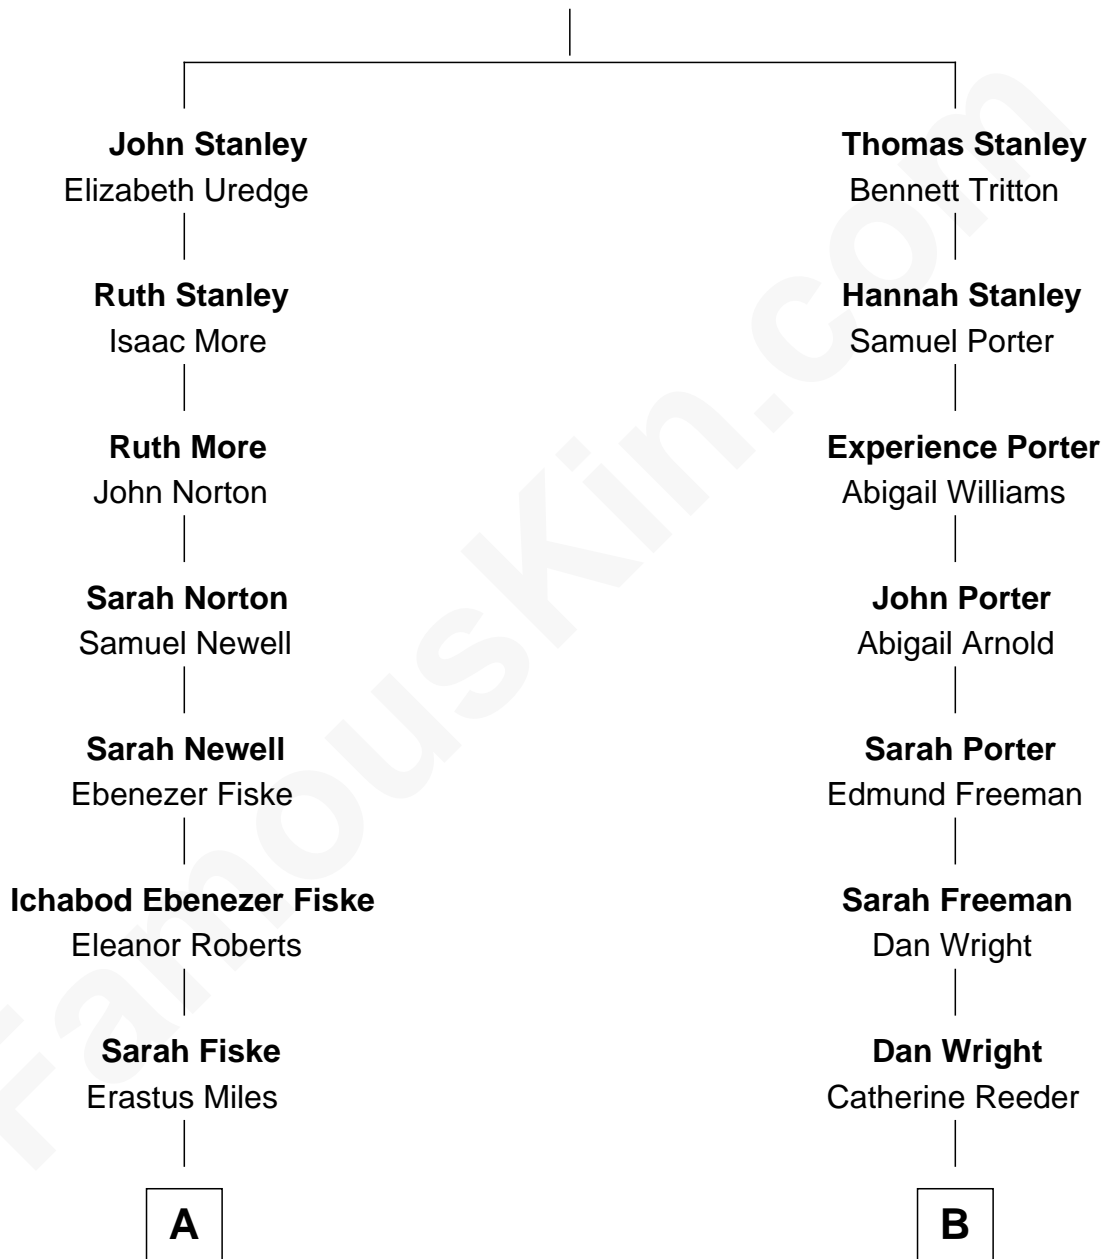 John Stanley
Elizabeth Uredge
Ruth Stanley
Isaac More
Ruth More
John Norton
Sarah Norton
Samuel Newell
Sarah Newell
Ebenezer Fiske
Ichabod Ebenezer Fiske
Eleanor Roberts
Sarah Fiske
Erastus Miles
A
Thomas Stanley
Bennett Tritton
Hannah Stanley
Samuel Porter
Experience Porter
Abigail Williams
John Porter
Abigail Arnold
Sarah Porter
Edmund Freeman
Sarah Freeman
Dan Wright
Dan Wright
Catherine Reeder
B
FamousKin.com